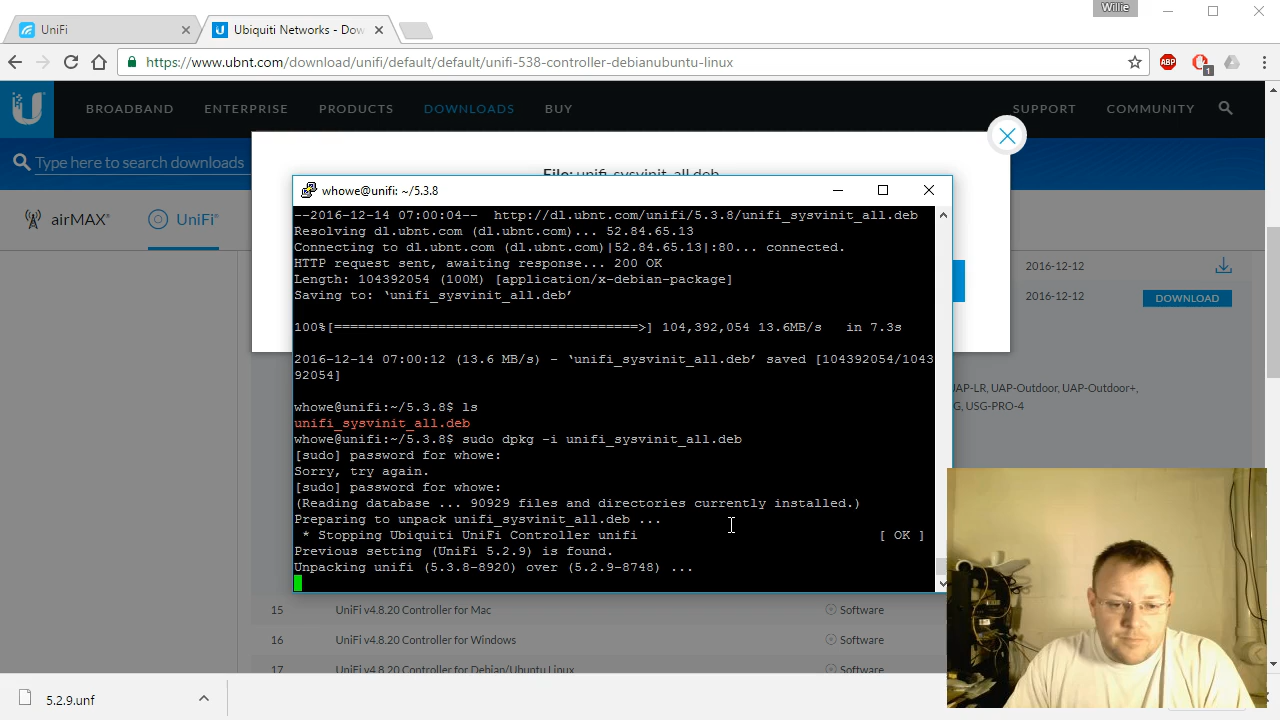 Willie
UniFi
Ubiquiti Networks - Dow
https://www.ubnt.com/download/unifi/default/default/unifi-538-controller-debianubuntu-linux
ABP
1
BROADBAND ENTERPRISE PRODUCTS DOWNLOADS BUY SUPPORT COMMUNITY
Type here to search downloads
File: unifi_sysvinit_all.deb
airMAX®
UniFi®
whowe@unifi: ~/5.3.8
--2016-12-14 07:00:04-- http://dl.ubnt.com/unifi/5.3.8/unifi_sysvinit_all.deb
Resolving dl.ubnt.com (dl.ubnt.com)... 52.84.65.13
Connecting to dl.ubnt.com (dl.ubnt.com)|52.84.65.13|:80... connected.
HTTP request sent, awaiting response... 200 OK
Length: 104392054 (100M) [application/x-debian-package]
Saving to: ‘unifi_sysvinit_all.deb’
100%[======================================>] 104,392,054 13.6MB/s in 7.3s
2016-12-14 07:00:12 (13.6 MB/s) - ‘unifi_sysvinit_all.deb’ saved [104392054/1043
92054]
whowe@unifi:~/5.3.8$ ls
unifi_sysvinit_all.deb
whowe@unifi:~/5.3.8$ sudo dpkg -i unifi_sysvinit_all.deb
[sudo] password for whowe:
Sorry, try again.
[sudo] password for whowe:
(Reading database ... 90929 files and directories currently installed.)
Preparing to unpack unifi_sysvinit_all.deb ...
* Stopping Ubiquiti UniFi Controller unifi [ OK ]
Previous setting (UniFi 5.2.9) is found.
Unpacking unifi (5.3.8-8920) over (5.2.9-8748) ...
2016-12-12
2016-12-12 DOWNLOAD
UAP-LR, UAP-Outdoor, UAP-Outdoor+,
G, USG-PRO-4
15 UniFi v4.8.20 Controller for Mac Software
16 UniFi v4.8.20 Controller for Windows Software
17 UniFi v4.8.20 Controller for Debian/Ubuntu Linux Software
5.2.9.unf